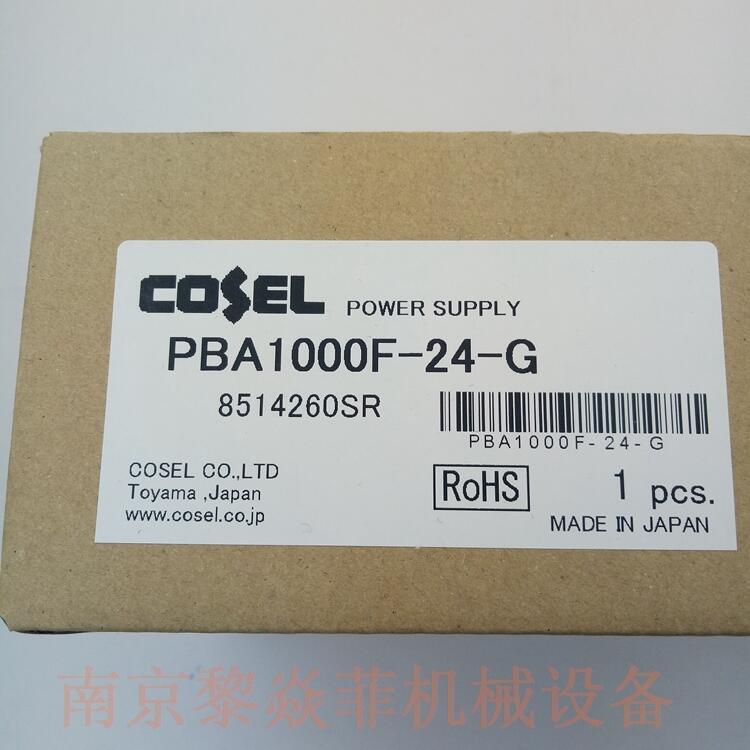 COSEL POWER SUPPLY
PBA1000F-24-G
8514260SR
PBA1000F-24-G
COSEL CO.,LTD
Toyama ,Japan
www.cosel.co.jp
RoHS
1 pcs.
MADE IN JAPAN
南京黎焱菲机械设备